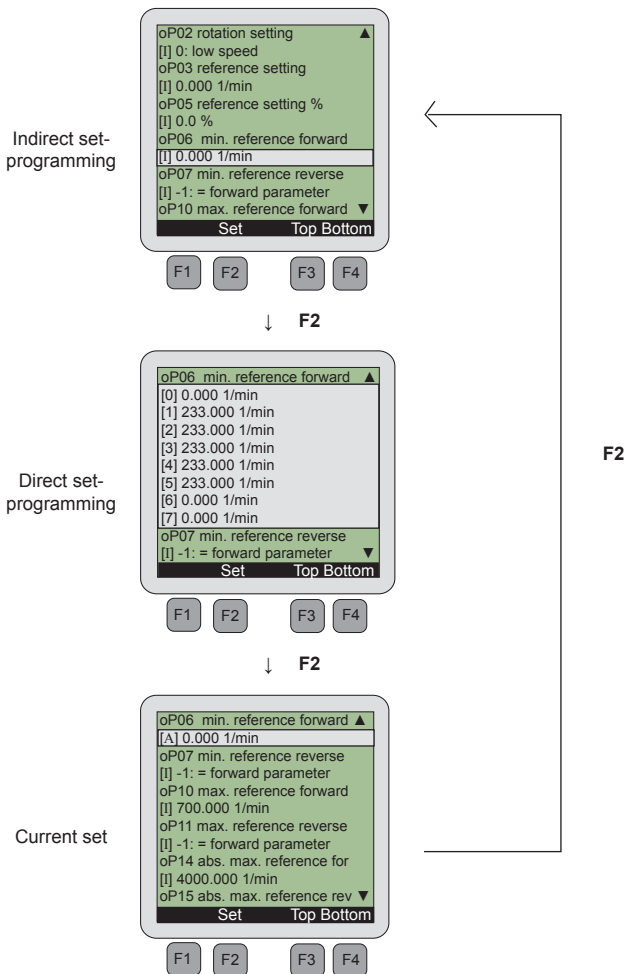 oP02 rotation setting ▲
[I] 0: low speed
oP03 reference setting
[I] 0.000 1/min
oP05 reference setting %
[I] 0.0 %
oP06 min. reference forward
[I] 0.000 1/min
oP07 min. reference reverse
[I] -1: = forward parameter
oP10 max. reference forward ▼
Set Top Bottom
F1 F2 F3 F4
Indirect set-
programming
↓ F2
oP06 min. reference forward ▲
[0] 0.000 1/min
[1] 233.000 1/min
[2] 233.000 1/min
[3] 233.000 1/min
[4] 233.000 1/min
[5] 233.000 1/min
[6] 0.000 1/min
[7] 0.000 1/min
oP07 min. reference reverse
[I] -1: = forward parameter ▼
Set Top Bottom
F1 F2 F3 F4
Direct set-
programming
F2
↓ F2
oP06 min. reference forward ▲
[A] 0.000 1/min
oP07 min. reference reverse
[I] -1: = forward parameter
oP10 max. reference forward
[I] 700.000 1/min
oP11 max. reference reverse
[I] -1: = forward parameter
oP14 abs. max. reference for
[I] 4000.000 1/min
oP15 abs. max. reference rev ▼
Set Top Bottom
F1 F2 F3 F4
Current set